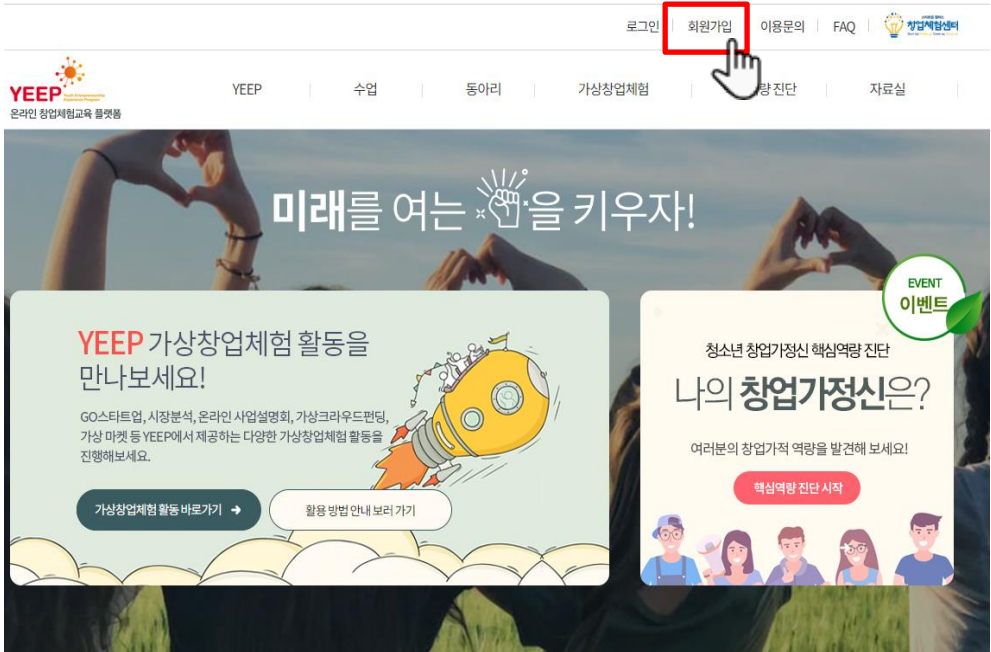 로그인 회원가입 이용문의 FAQ 창업체험센터
YEEP
온라인 창업체험교육 플랫폼
YEEP 수업 동아리 가상창업체험 량 진단 자료실
미래를 여는 을 키우자!
EVENT
이벤트
YEEP 가상창업체험 활동을
만나보세요!
GO스타트업, 시장분석, 온라인 사업설명회, 가상크라우드펀딩,
가상 마켓 등 YEEP에서 제공하는 다양한 가상창업체험 활동을
진행해보세요.
가상창업체험 활동 바로가기
활용 방법 안내 보러 가기
청소년 창업가정신 핵심역량 진단
나의 창업가정신은?
여러분의 창업가적 역량을 발견해 보세요!
핵심역량 진단 시작